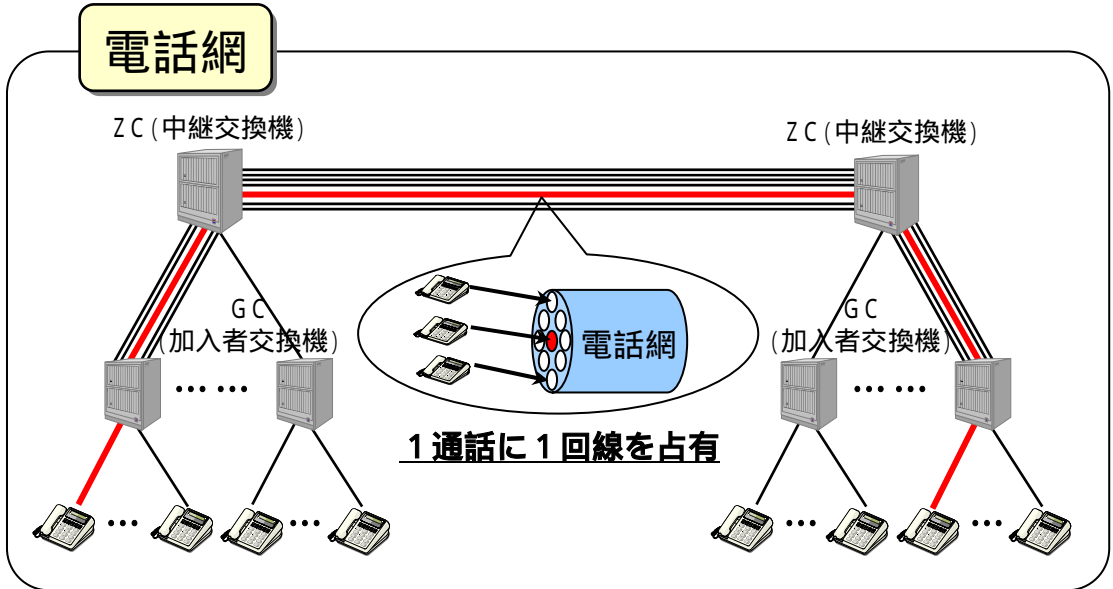 電話網
ZC(中継交換機)
ZC(中継交換機)
GC
(加入者交換機)
GC
(加入者交換機)
電話網
… …
… …
１通話に１回線を占有
…
…
…
…